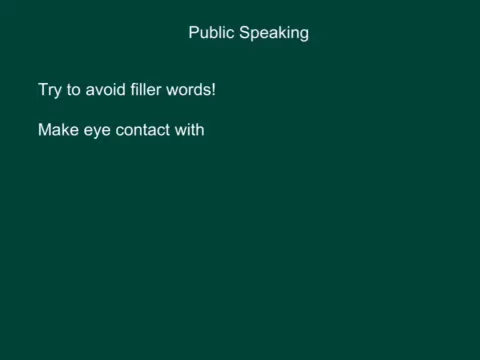 Public Speaking
Try to avoid filler words!
Make eye contact with